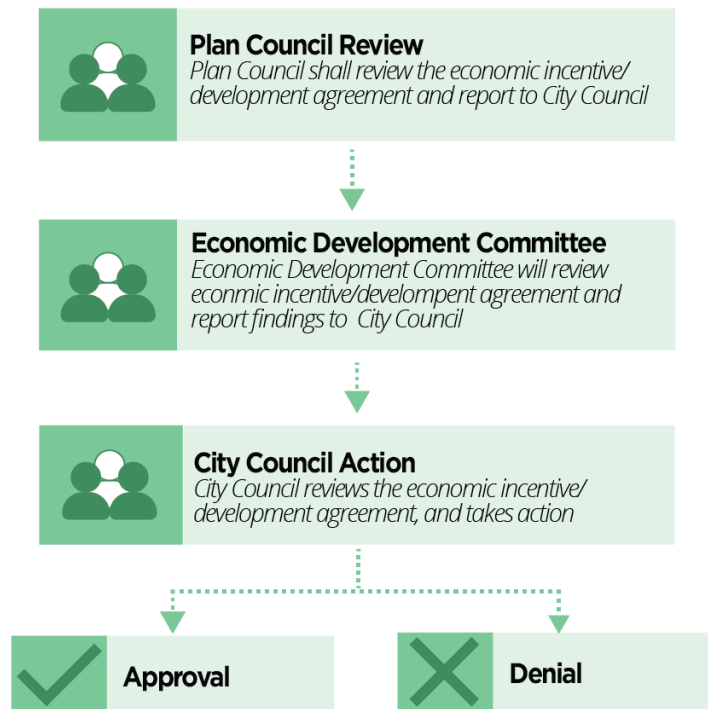 Plan Council Review
Plan Council shall review the economic incentive/
development agreement and report to City Council
Economic Development Committee
Economic Development Committee will review
econmic incentive/develompent agreement and
report findings to City Council
City Council Action
City Council reviews the economic incentive/
development agreement, and takes action
Approval
Denial